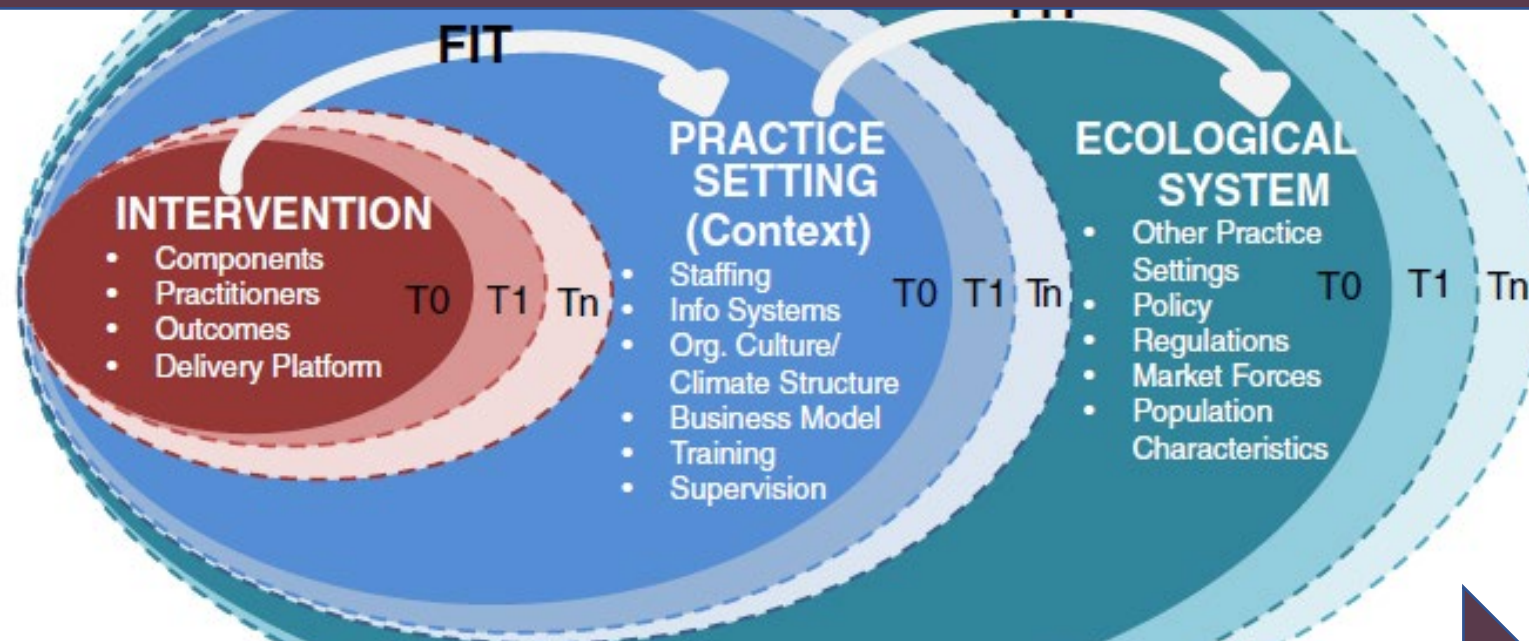 FIT
INTERVENTION
• Components
• Practitioners
• Outcomes
• Delivery Platform
T0 T1 Tn
PRACTICE
SETTING
(Context)
• Staffing
• Info Systems
• Org. Culture/
Climate Structure
• Business Model
• Training
• Supervision
T0 T1 Tn
ECOLOGICAL
SYSTEM
• Other Practice
Settings
• Policy
• Regulations
• Market Forces
• Population
Characteristics
T0 T1 Tn